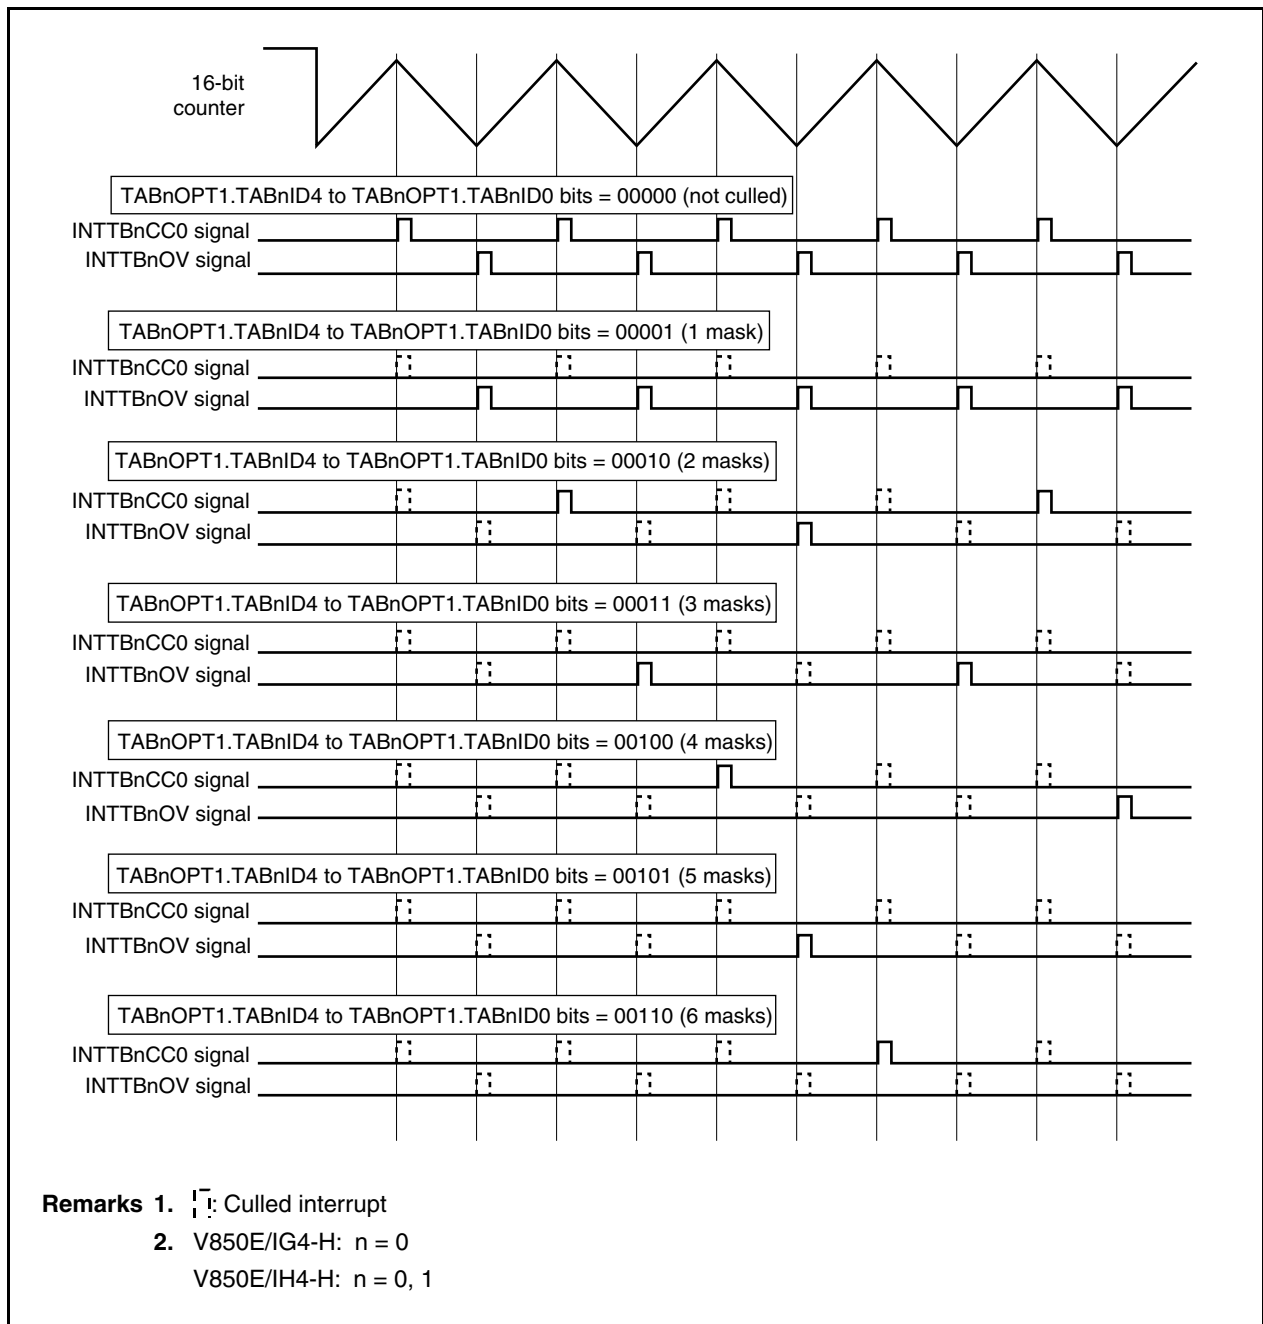 16-bit
counter
TABnOPT1.TABnID4 to TABnOPT1.TABnID0 bits = 00000 (not culled)
INTTBnCC0 signal
INTTBnOV signal
TABnOPT1.TABnID4 to TABnOPT1.TABnID0 bits = 00001 (1 mask)
INTTBnCC0 signal
INTTBnOV signal
TABnOPT1.TABnID4 to TABnOPT1.TABnID0 bits = 00010 (2 masks)
INTTBnCC0 signal
INTTBnOV signal
TABnOPT1.TABnID4 to TABnOPT1.TABnID0 bits = 00011 (3 masks)
INTTBnCC0 signal
INTTBnOV signal
TABnOPT1.TABnID4 to TABnOPT1.TABnID0 bits = 00100 (4 masks)
INTTBnCC0 signal
INTTBnOV signal
TABnOPT1.TABnID4 to TABnOPT1.TABnID0 bits = 00101 (5 masks)
INTTBnCC0 signal
INTTBnOV signal
TABnOPT1.TABnID4 to TABnOPT1.TABnID0 bits = 00110 (6 masks)
INTTBnCC0 signal
INTTBnOV signal
Remarks 1. : Culled interrupt
2. V850E/IG4-H: n = 0
V850E/IH4-H: n = 0, 1